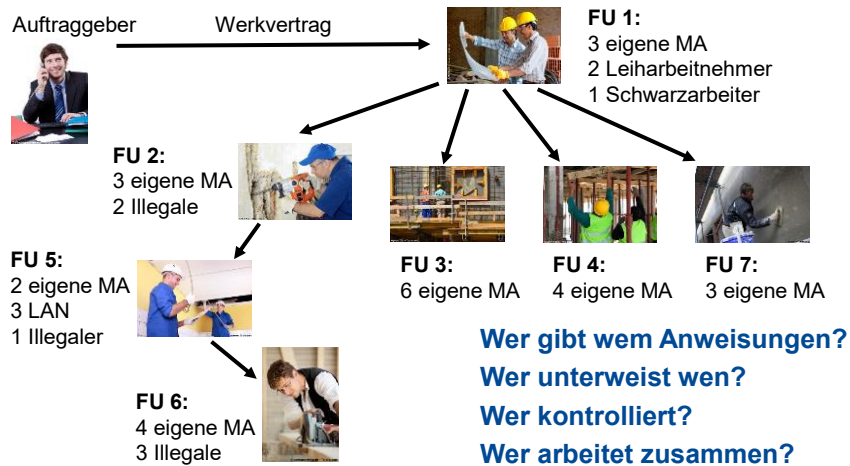 Auftraggeber
Werkvertrag
FU 1:
3 eigene MA
2 Leiharbeitnehmer
1 Schwarzarbeiter
FU 2:
3 eigene MA
2 Illegale
FU 5:
2 eigene MA
3 LAN
1 Illegaler
FU 6:
4 eigene MA
3 Illegale
FU 3:
6 eigene MA
FU 4:
4 eigene MA
FU 7:
3 eigene MA
Wer gibt wem Anweisungen?
Wer unterweist wen?
Wer kontrolliert?
Wer arbeitet zusammen?